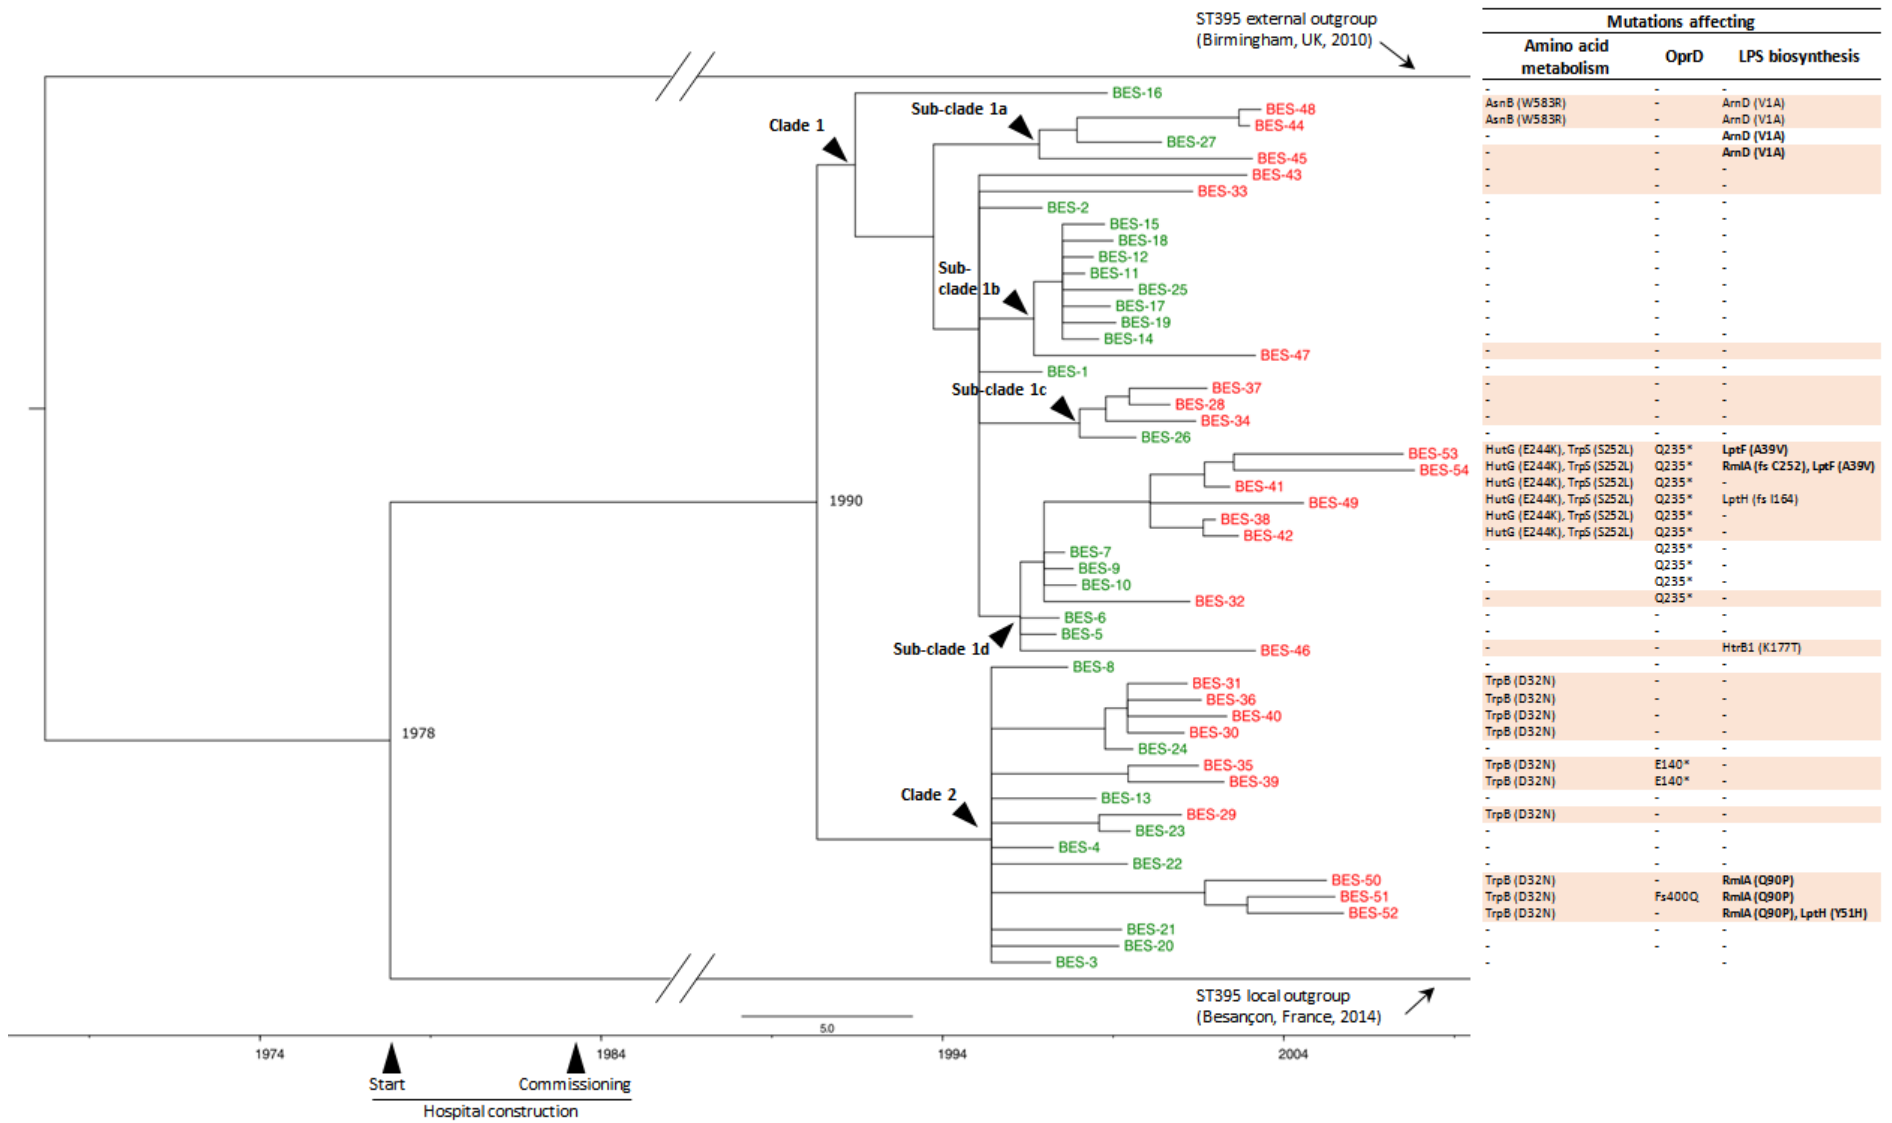 ST395 external outgroup
(Birmingham, UK, 2010)
Mutations affecting
Amino acid metabolism OprD LPS biosynthesis
Clade 1
Sub-clade 1a
Sub-
clade 1b
Sub-clade 1c
Sub-clade 1d
Clade 2
1990
1978
BES-16 - - -
BES-48 AsnB (W583R) - ArnD (V1A)
BES-44 AsnB (W583R) - ArnD (V1A)
BES-27 - - ArnD (V1A)
BES-45 - - ArnD (V1A)
BES-43 - - -
BES-33 - - -
BES-2 - - -
BES-15 - - -
BES-18 - - -
BES-12 - - -
BES-11 - - -
BES-25 - - -
BES-17 - - -
BES-19 - - -
BES-14 - - -
BES-47 - - -
BES-1 - - -
BES-37 - - -
BES-28 - - -
BES-34 - - -
BES-26 - - -
BES-53 HutG (E244K), TrpS (S252L) Q235* LptF (A39V)
BES-54 HutG (E244K), TrpS (S252L) Q235* RmlA (fs C252), LptF (A39V)
BES-41 HutG (E244K), TrpS (S252L) Q235* -
BES-49 HutG (E244K), TrpS (S252L) Q235* LptH (fs I164)
BES-38 HutG (E244K), TrpS (S252L) Q235* -
BES-42 HutG (E244K), TrpS (S252L) Q235* -
BES-7 - Q235* -
BES-9 - Q235* -
BES-10 - Q235* -
BES-32 - Q235* -
BES-6 - - -
BES-5 - - -
BES-46 - - HtrB1 (K177T)
BES-8 - - -
BES-31 TrpB (D32N) - -
BES-36 TrpB (D32N) - -
BES-40 TrpB (D32N) - -
BES-30 TrpB (D32N) - -
BES-24 - - -
BES-35 TrpB (D32N) E140* -
BES-39 TrpB (D32N) E140* -
BES-13 - - -
BES-29 TrpB (D32N) - -
BES-23 - - -
BES-4 - - -
BES-22 - - -
BES-50 TrpB (D32N) - RmlA (Q90P)
BES-51 TrpB (D32N) Fs400Q RmlA (Q90P)
BES-52 TrpB (D32N) - RmlA (Q90P), LptH (Y51H)
BES-21 - - -
BES-20 - - -
BES-3 - -
ST395 local outgroup
(Besançon, France, 2014)
5.0
1974 1984 1994 2004
Start Commissioning
Hospital construction